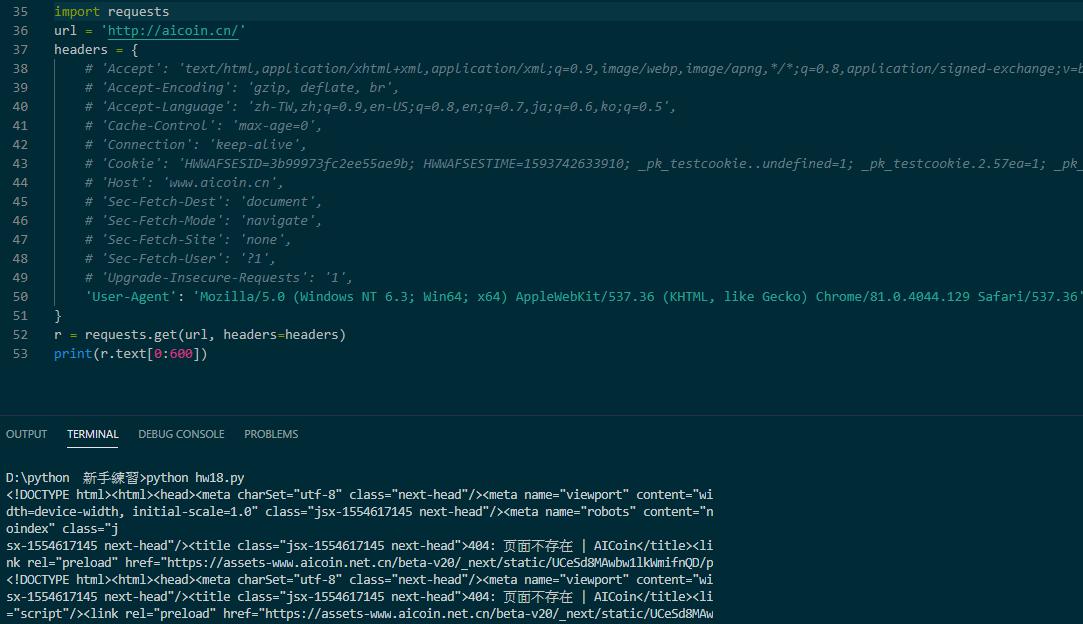 35 import requests
36 url = 'http://aicoin.cn/'
37 headers = {
38 # 'Accept': 'text/html,application/xhtml+xml,application/xml;q=0.9,image/webp,image/apng,*/*;q=0.8,application/signed-exchange;v=b
39 # 'Accept-Encoding': 'gzip, deflate, br',
40 # 'Accept-Language': 'zh-TW,zh;q=0.9,en-US;q=0.8,en;q=0.7,ja;q=0.6,ko;q=0.5',
41 # 'Cache-Control': 'max-age=0',
42 # 'Connection': 'keep-alive',
43 # 'Cookie': 'HWWAFSESID=3b99973fc2ee55ae9b; HWWAFSESTIME=1593742633910; _pk_testcookie..undefined=1; _pk_testcookie.2.57ea=1; _pk_
44 # 'Host': 'www.aicoin.cn',
45 # 'Sec-Fetch-Dest': 'document',
46 # 'Sec-Fetch-Mode': 'navigate',
47 # 'Sec-Fetch-Site': 'none',
48 # 'Sec-Fetch-User': '?1',
49 # 'Upgrade-Insecure-Requests': '1',
50 'User-Agent': 'Mozilla/5.0 (Windows NT 6.3; Win64; x64) AppleWebKit/537.36 (KHTML, like Gecko) Chrome/81.0.4044.129 Safari/537.36'
51 }
52 r = requests.get(url, headers=headers)
53 print(r.text[0:600])
OUTPUT TERMINAL DEBUG CONSOLE PROBLEMS
D:\python 新手練習>python hw18.py
<!DOCTYPE html><html><head><meta charSet="utf-8" class="next-head"/><meta name="viewport" content="wi
dth=device-width, initial-scale=1.0" class="jsx-1554617145 next-head"/><meta name="robots" content="n
oindex" class="j
sx-1554617145 next-head"/><title class="jsx-1554617145 next-head">404: 页面不存在 | AICoin</title><li
nk rel="preload" href="https://assets-www.aicoin.net.cn/beta-v20/_next/static/UCeSd8MAwbw1lkWmifnQD/p
<!DOCTYPE html><html><head><meta charSet="utf-8" class="next-head"/><meta name="viewport" content="wi
sx-1554617145 next-head"/><title class="jsx-1554617145 next-head">404: 页面不存在 | AICoin</title><li
="script"/><link rel="preload" href="https://assets-www.aicoin.net.cn/beta-v20/_next/static/UCeSd8MAw